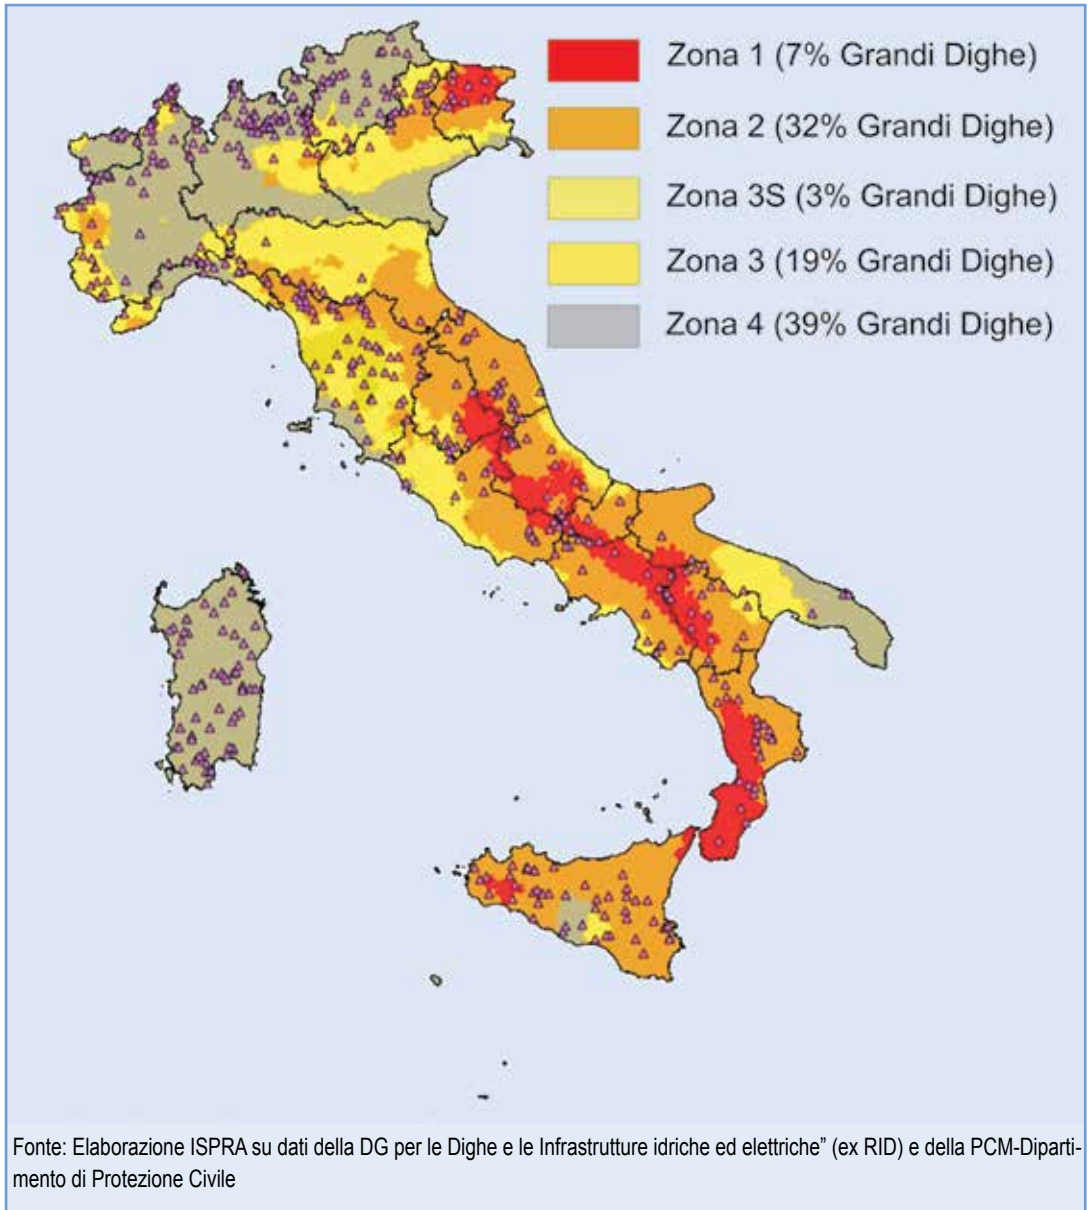 Zona 1 (7% Grandi Dighe)
Zona 2 (32% Grandi Dighe)
Zona 3S (3% Grandi Dighe)
Zona 3 (19% Grandi Dighe)
Zona 4 (39% Grandi Dighe)
Fonte: Elaborazione ISPRA su dati della DG per le Dighe e le Infrastrutture idriche ed elettriche” (ex RID) e della PCM-Diparti-
mento di Protezione Civile